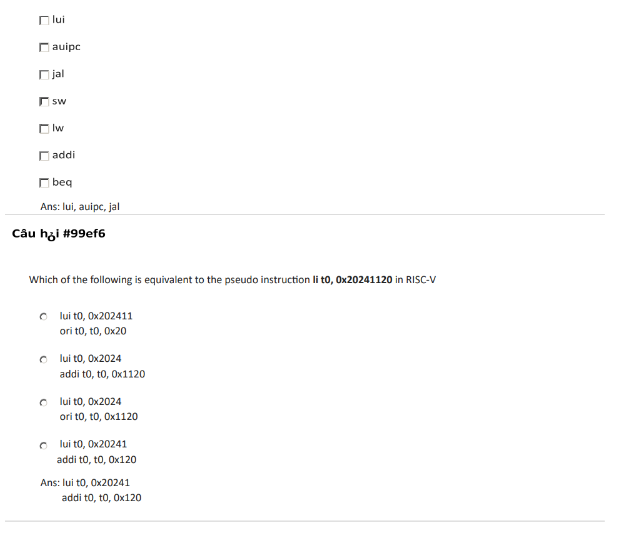 lui
auipc
jal
sw
lw
addi
beq
Ans: lui, auipc, jal
Câu hỏi #99ef6
Which of the following is equivalent to the pseudo instruction li t0, 0x20241120 in RISC-V
lui t0, 0x202411
ori t0, t0, 0x20
lui t0, 0x2024
addi t0, t0, 0x1120
lui t0, 0x2024
ori t0, t0, 0x1120
lui t0, 0x20241
addi t0, t0, 0x120
Ans: lui t0, 0x20241
addi t0, t0, 0x120